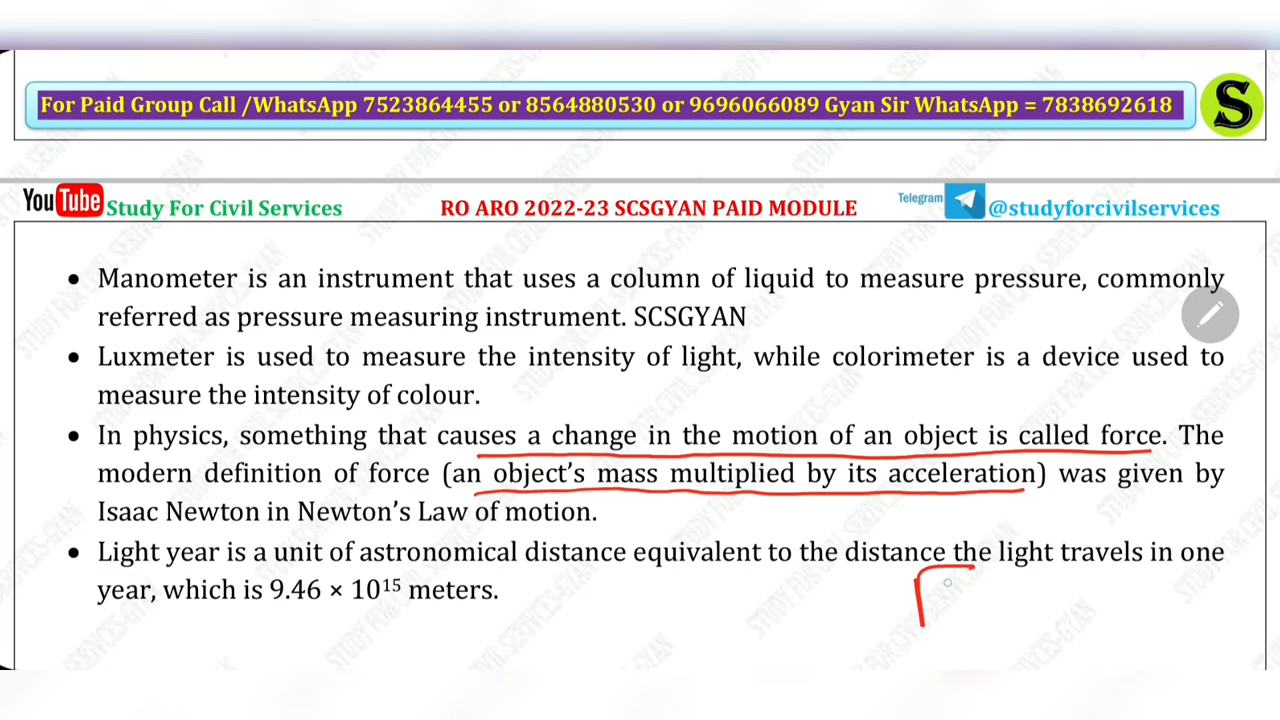 For Paid Group Call /WhatsApp 7523864455 or 8564880530 or 9696066089 Gyan Sir WhatsApp = 7838692618
S
YouTube Study For Civil Services RO ARO 2022-23 SCSGYAN PAID MODULE Telegram @studyforcivilservices
• Manometer is an instrument that uses a column of liquid to measure pressure, commonly
referred as pressure measuring instrument. SCSGYAN
• Luxmeter is used to measure the intensity of light, while colorimeter is a device used to
measure the intensity of colour.
• In physics, something that causes a change in the motion of an object is called force. The
modern definition of force (an object's mass multiplied by its acceleration) was given by
Isaac Newton in Newton's Law of motion.
• Light year is a unit of astronomical distance equivalent to the distance the light travels in one
year, which is 9.46 × 10¹⁵ meters.